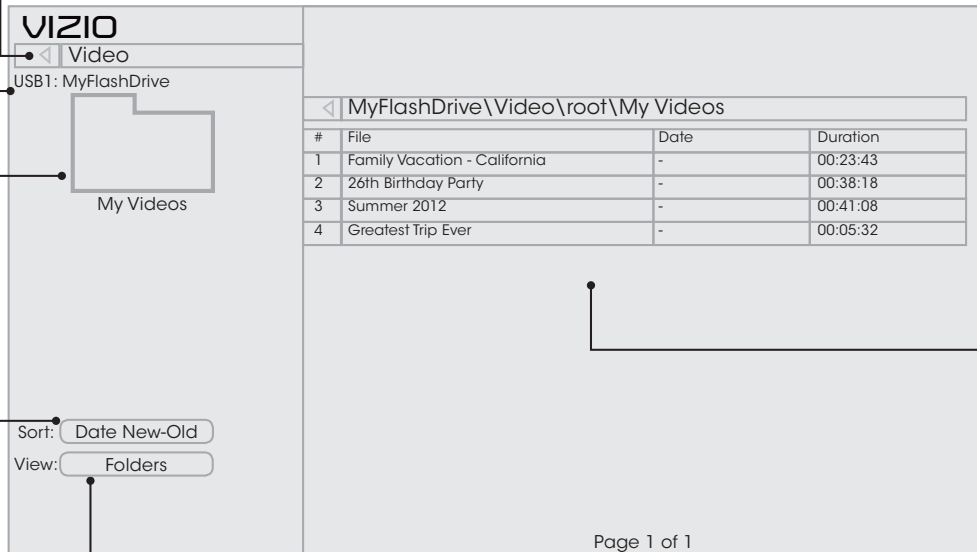 VIZIO
Video
USB1: MyFlashDrive
My Videos
Sort: Date New-Old
View: Folders
MyFlashDrive\Video\root\My Videos
# File Date Duration
1 Family Vacation - California - 00:23:43
2 26th Birthday Party - 00:38:18
3 Summer 2012 - 00:41:08
4 Greatest Trip Ever - 00:05:32
Page 1 of 1